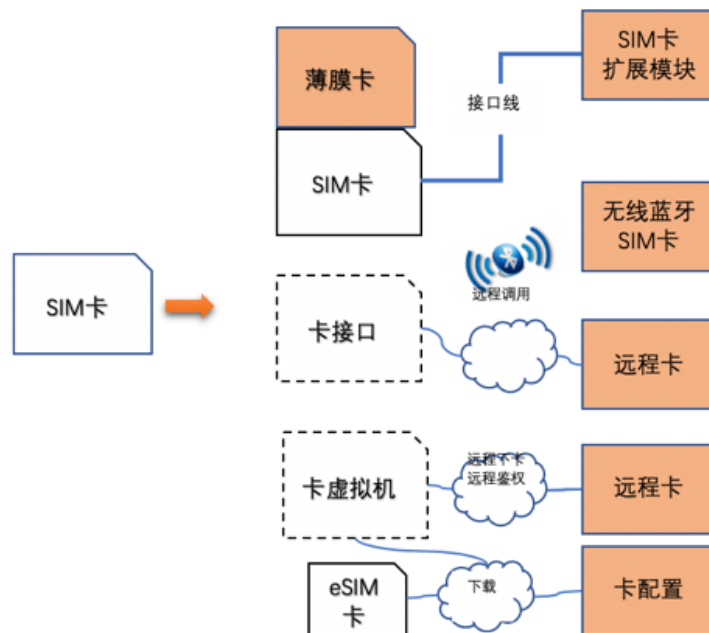 薄膜卡
SIM卡
扩展模块
接口线
SIM卡
无线蓝牙
SIM卡
远程调用
SIM卡
卡接口
远程卡
卡虚拟机
远程下卡
远程鉴权
远程卡
eSIM
卡
下载
卡配置